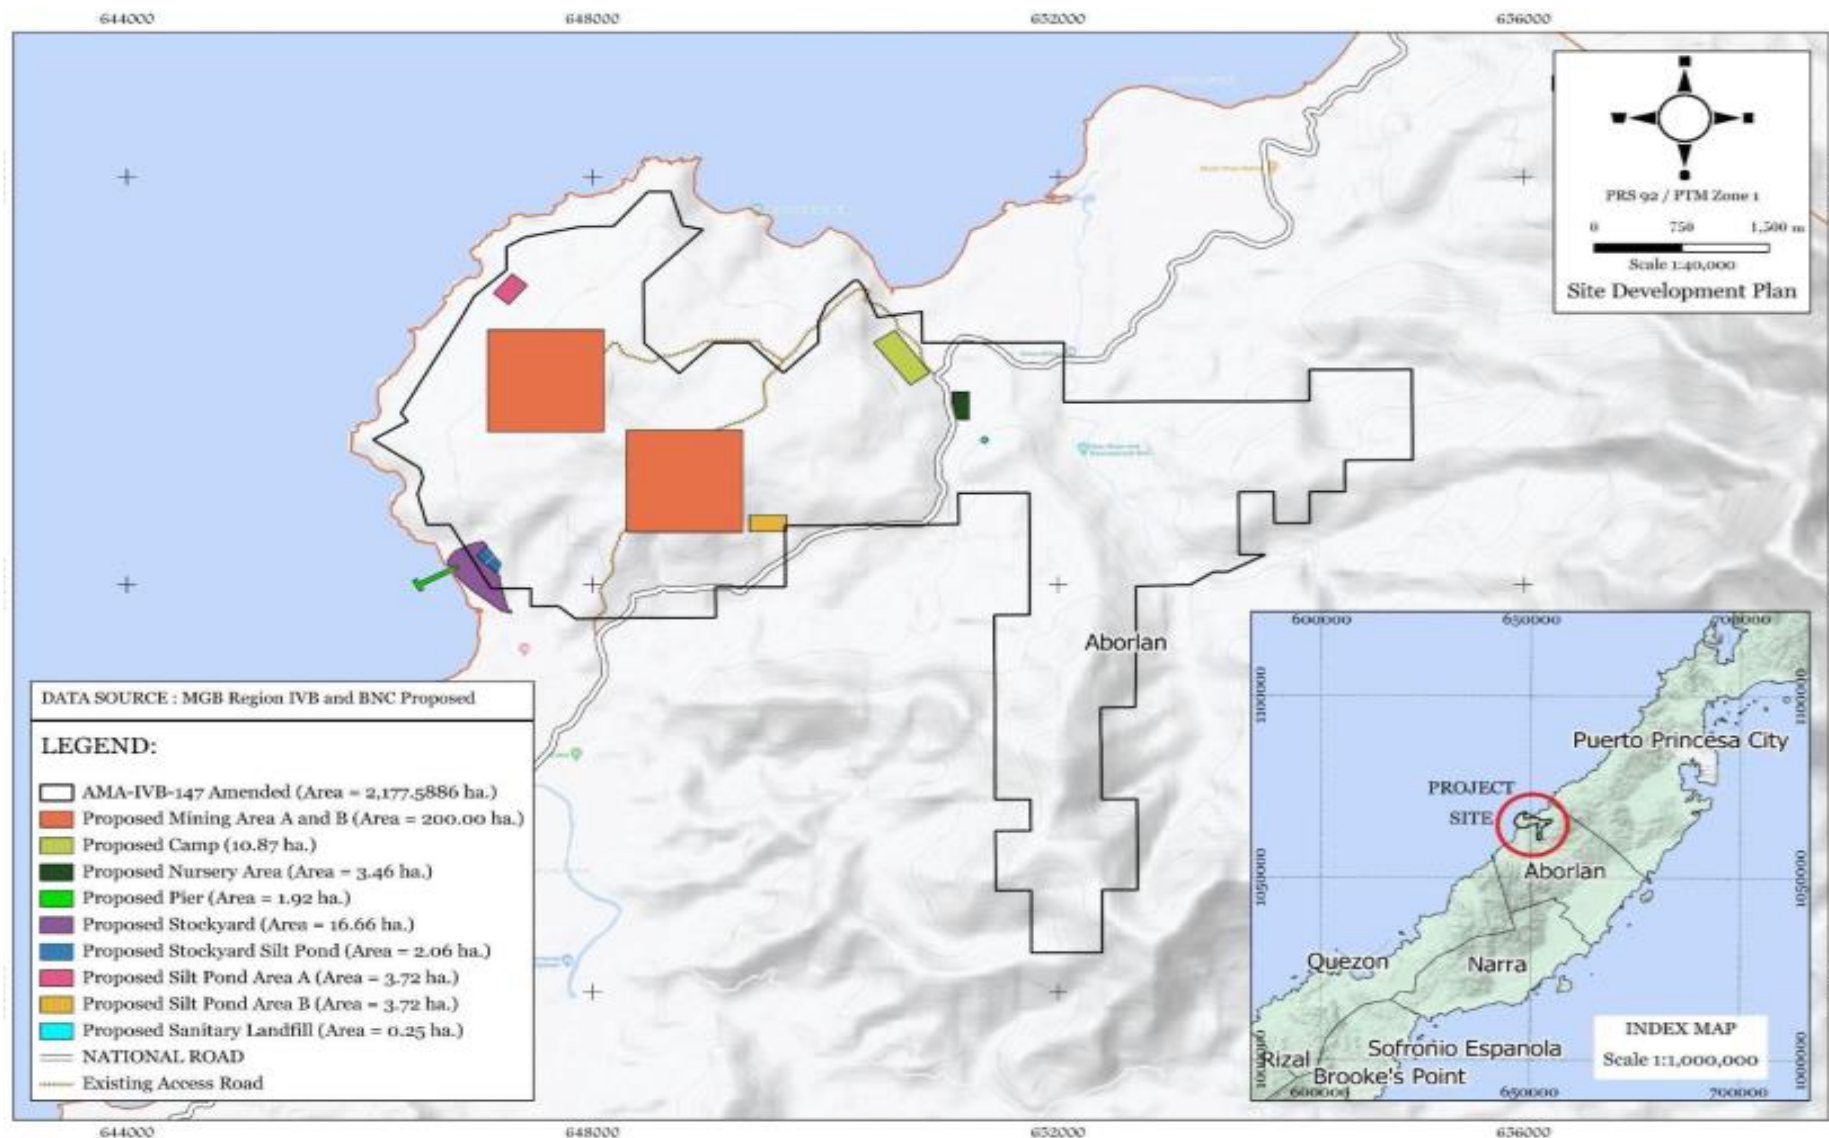 644000 648000 652000 656000
PRS 92 / PTM Zone 1
0 750 1,500 m
Scale 1:40,000
Site Development Plan
Aborlan
DATA SOURCE : MGB Region IVB and BNC Proposed
LEGEND:
AMA-IVB-147 Amended (Area = 2,177.5886 ha.)
Proposed Mining Area A and B (Area = 200.00 ha.)
Proposed Camp (10.87 ha.)
Proposed Nursery Area (Area = 3.46 ha.)
Proposed Pier (Area = 1.92 ha.)
Proposed Stockyard (Area = 16.66 ha.)
Proposed Stockyard Silt Pond (Area = 2.06 ha.)
Proposed Silt Pond Area A (Area = 3.72 ha.)
Proposed Silt Pond Area B (Area = 3.72 ha.)
Proposed Sanitary Landfill (Area = 0.25 ha.)
NATIONAL ROAD
Existing Access Road
600000 650000 700000
1100000 1100000
Puerto Princesa City
PROJECT
SITE
Aborlan
1050000 1050000
Quezon
Narra
INDEX MAP
Scale 1:1,000,000
Sofronio Espanola
Rizal
Brooke's Point
1000000 1000000
600000 650000 700000
644000 648000 652000 656000